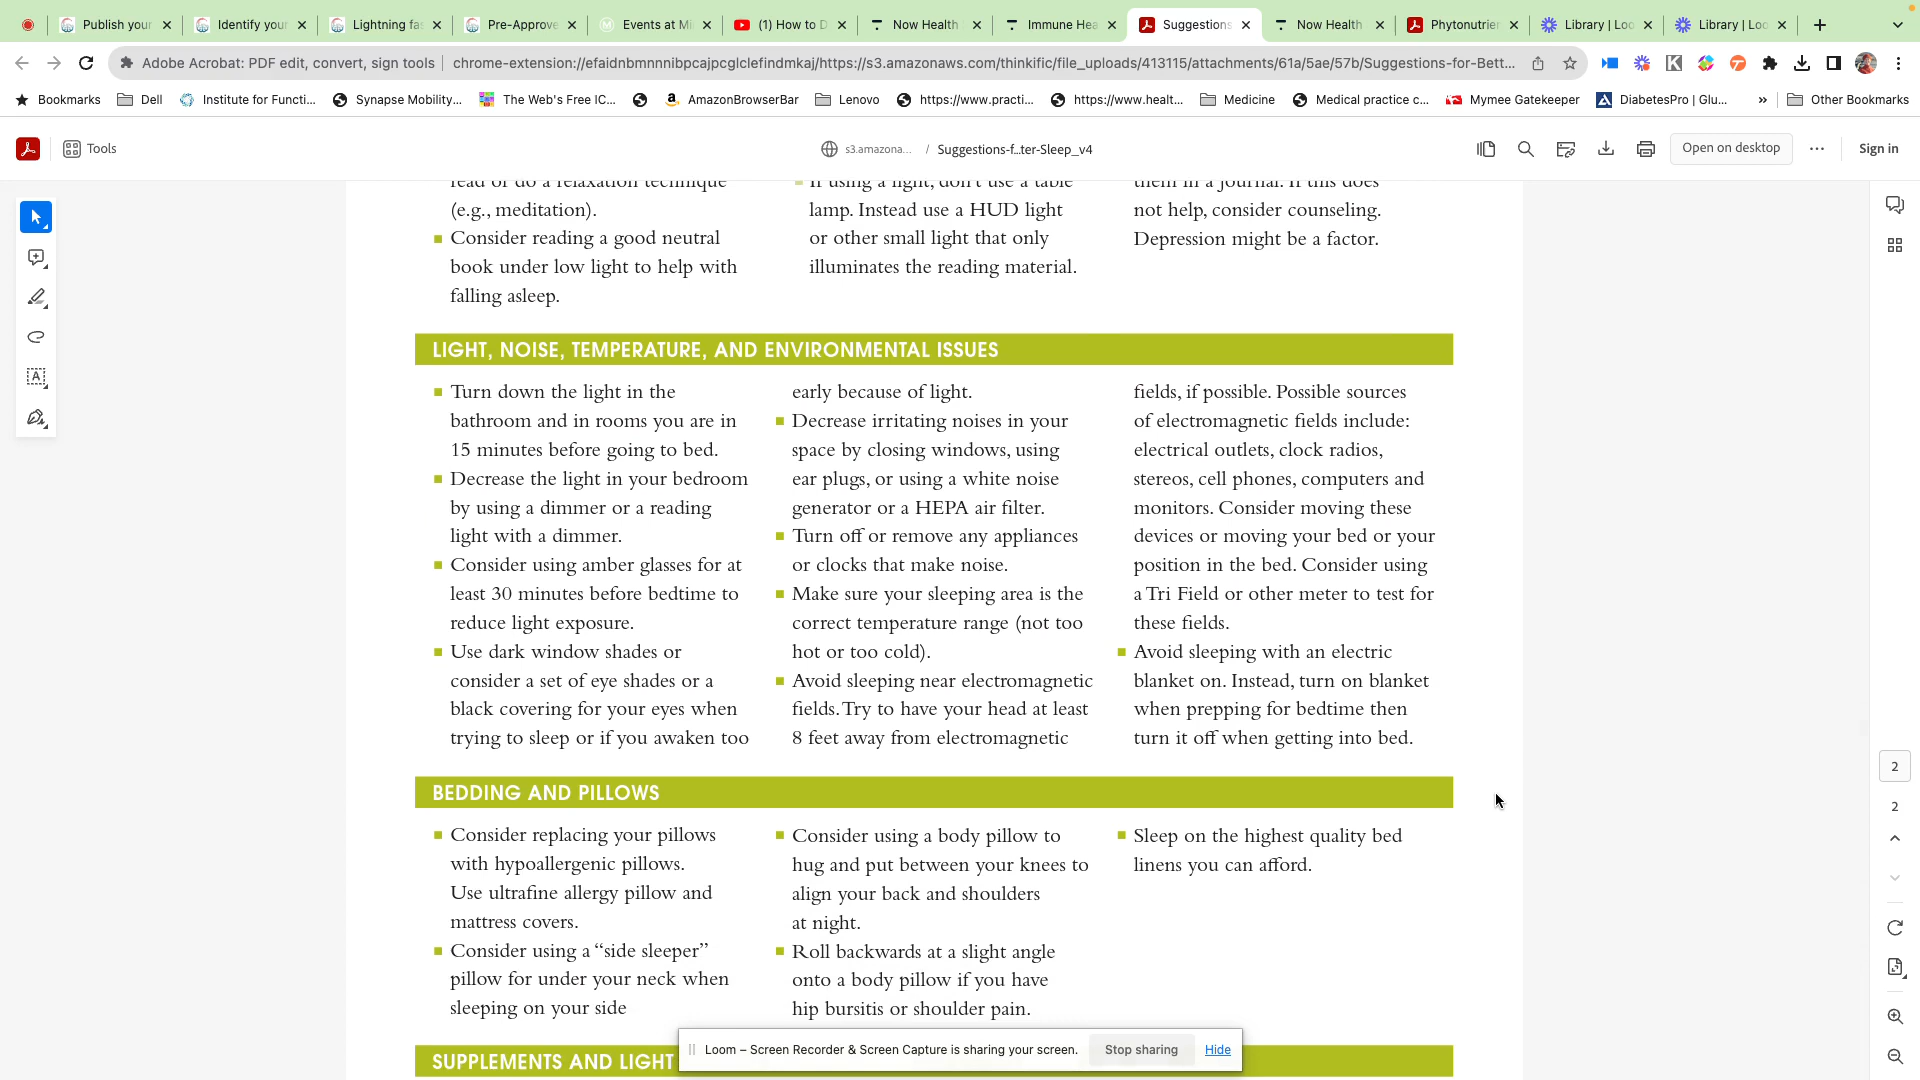 Publish your
Identify your
Lightning fa
Pre-Approve
Events at Mi
(1) How to D
Now Health
Immune Hea
Suggestions
Now Health
Phytonutrie
Library | Loo
Library | Loo
Adobe Acrobat: PDF edit, convert, sign tools
chrome-extension://efaidnbmnnnibpcajpcglclefindmkaj/https://s3.amazonaws.com/thinkific/file_uploads/413115/attachments/61a/5ae/57b/Suggestions-for-Bett...
Bookmarks
Dell
Institute for Functi...
Synapse Mobility...
The Web's Free IC...
AmazonBrowserBar
Lenovo
https://www.practi...
https://www.healt...
Medicine
Medical practice c...
Mymee Gatekeeper
DiabetesPro | Glu...
»
Other Bookmarks
Tools
s3.amazona... / Suggestions-f...ter-Sleep_v4
Open on desktop
Sign in
read or do a relaxation technique
(e.g., meditation).
Consider reading a good neutral
book under low light to help with
falling asleep.
If using a light, don't use a table
lamp. Instead use a HUD light
or other small light that only
illuminates the reading material.
them in a journal. If this does
not help, consider counseling.
Depression might be a factor.
LIGHT, NOISE, TEMPERATURE, AND ENVIRONMENTAL ISSUES
Turn down the light in the
bathroom and in rooms you are in
15 minutes before going to bed.
Decrease the light in your bedroom
by using a dimmer or a reading
light with a dimmer.
Consider using amber glasses for at
least 30 minutes before bedtime to
reduce light exposure.
Use dark window shades or
consider a set of eye shades or a
black covering for your eyes when
trying to sleep or if you awaken too
early because of light.
Decrease irritating noises in your
space by closing windows, using
ear plugs, or using a white noise
generator or a HEPA air filter.
Turn off or remove any appliances
or clocks that make noise.
Make sure your sleeping area is the
correct temperature range (not too
hot or too cold).
Avoid sleeping near electromagnetic
fields. Try to have your head at least
8 feet away from electromagnetic
fields, if possible. Possible sources
of electromagnetic fields include:
electrical outlets, clock radios,
stereos, cell phones, computers and
monitors. Consider moving these
devices or moving your bed or your
position in the bed. Consider using
a Tri Field or other meter to test for
these fields.
Avoid sleeping with an electric
blanket on. Instead, turn on blanket
when prepping for bedtime then
turn it off when getting into bed.
BEDDING AND PILLOWS
Consider replacing your pillows
with hypoallergenic pillows.
Use ultrafine allergy pillow and
mattress covers.
Consider using a “side sleeper”
pillow for under your neck when
sleeping on your side
Consider using a body pillow to
hug and put between your knees to
align your back and shoulders
at night.
Roll backwards at a slight angle
onto a body pillow if you have
hip bursitis or shoulder pain.
Sleep on the highest quality bed
linens you can afford.
SUPPLEMENTS AND LIGHT
Loom – Screen Recorder & Screen Capture is sharing your screen.
Stop sharing
Hide
2
2